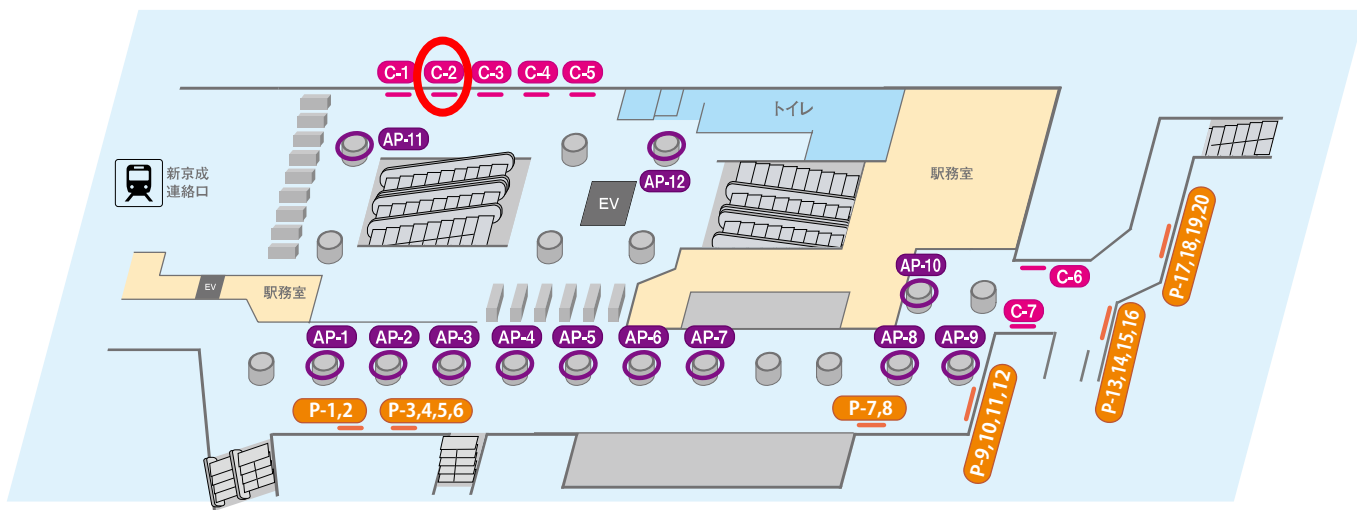 C-1
C-2
C-3
C-4
C-5
トイレ
AP-11
AP-12
新京成
連絡口
EV
駅務室
P-17,18,19,20
EV
駅務室
AP-10
C-6
C-7
AP-1
AP-2
AP-3
AP-4
AP-5
AP-6
AP-7
AP-8
AP-9
P-13,14,15,16
P-1,2
P-3,4,5,6
P-7,8
P-9,10,11,12